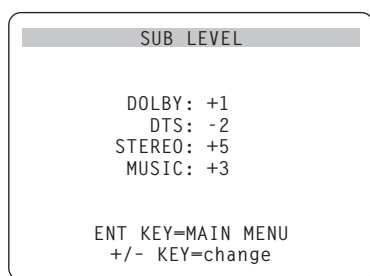 SUB LEVEL
DOLBY: +1
DTS: -2
STEREO: +5
MUSIC: +3
ENT KEY=MAIN MENU
+/- KEY=change